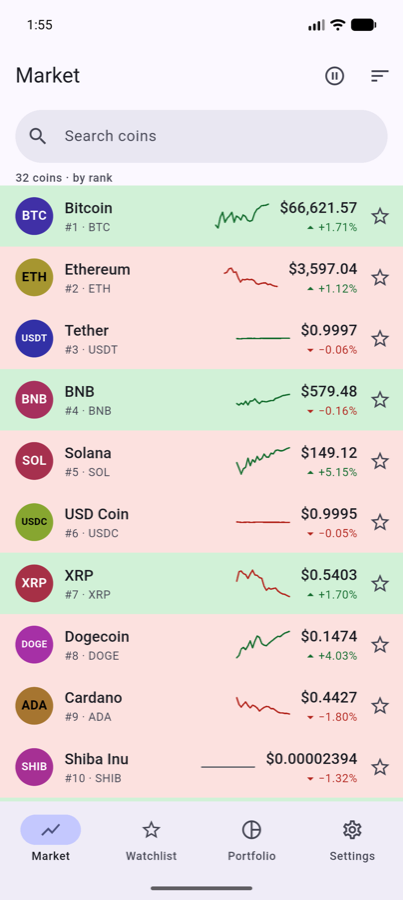 1:55
Market
Search coins
32 coins · by rank
BTC
Bitcoin
#1 · BTC
$66,621.57
+1.71%
ETH
Ethereum
#2 · ETH
$3,597.04
+1.12%
USDT
Tether
#3 · USDT
$0.9997
−0.06%
BNB
BNB
#4 · BNB
$579.48
−0.16%
SOL
Solana
#5 · SOL
$149.12
+5.15%
USDC
USD Coin
#6 · USDC
$0.9995
−0.05%
XRP
XRP
#7 · XRP
$0.5403
+1.70%
DOGE
Dogecoin
#8 · DOGE
$0.1474
+4.03%
ADA
Cardano
#9 · ADA
$0.4427
−1.80%
SHIB
Shiba Inu
#10 · SHIB
$0.00002394
−1.32%
Market
Watchlist
Portfolio
Settings